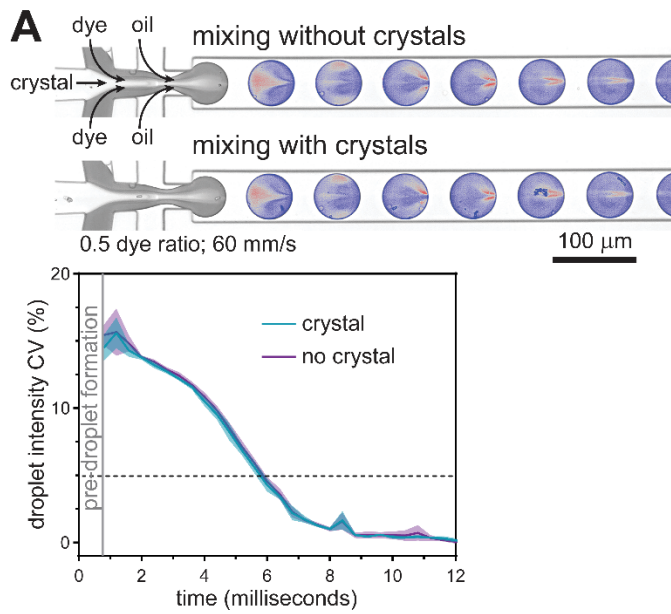 A
dye
oil
mixing without crystals
crystal
dye
oil
mixing with crystals
0.5 dye ratio; 60 mm/s
100 μm
droplet intensity CV (%)
20
10
0
pre-droplet formation
crystal
no crystal
0 2 4 6 8 10 12
time (milliseconds)